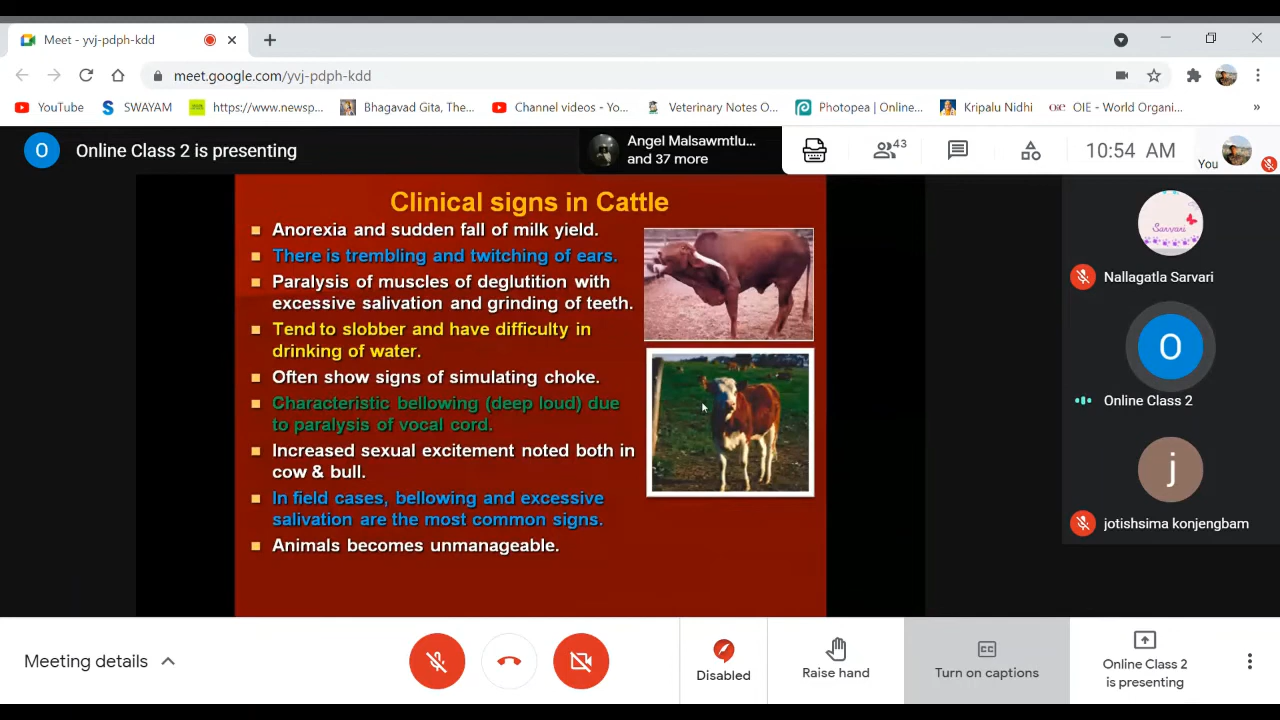 Meet - yvj-pdph-kdd
meet.google.com/yvj-pdph-kdd
YouTube
SWAYAM
https://www.newsp...
Bhagavad Gita, The...
Channel videos - Yo...
Veterinary Notes O...
Photopea | Online...
Kripalu Nidhi
OIE - World Organi...
»
O
Online Class 2 is presenting
Angel Malsawmtlu...
and 37 more
43
10:54 AM
You
Clinical signs in Cattle
Anorexia and sudden fall of milk yield.
There is trembling and twitching of ears.
Paralysis of muscles of deglutition with
excessive salivation and grinding of teeth.
Tend to slobber and have difficulty in
drinking of water.
Often show signs of simulating choke.
Characteristic bellowing (deep loud) due
to paralysis of vocal cord.
Increased sexual excitement noted both in
cow & bull.
In field cases, bellowing and excessive
salivation are the most common signs.
Animals becomes unmanageable.
Sarvari
Nallagatla Sarvari
O
Online Class 2
j
jotishsima konjengbam
Meeting details
Disabled
Raise hand
CC
Turn on captions
Online Class 2
is presenting